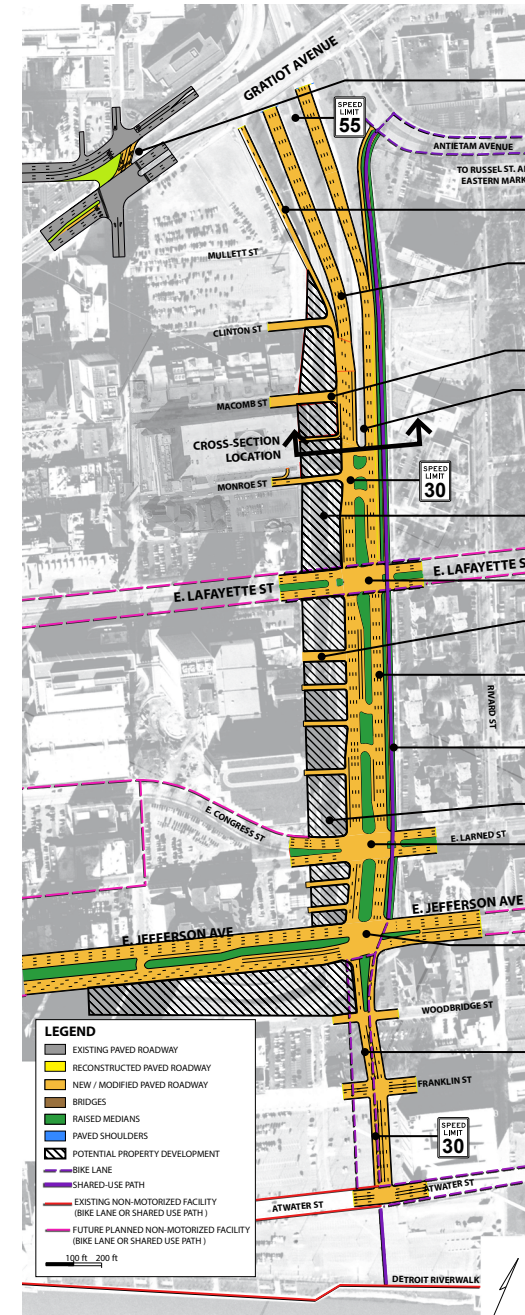 GRATIOT AVENUE
SPEED
LIMIT
55
ANTIETAM AVENUE
TO RUSSEL ST. A
EASTERN MARK
MULLETT ST
CLINTON ST
MACOMB ST
CROSS-SECTION
LOCATION
MONROE ST
SPEED
LIMIT
30
E. LAFAYETTE ST
E. LAFAYETTE S
RIVARD ST
E. CONGRESS ST
E. LARNED ST
E. JEFFERSON AVE
E. JEFFERSON AVE
WOODBRIDGE ST
FRANKLIN ST
SPEED
LIMIT
30
ATWATER ST
ATWATER ST
DETROIT RIVERWALK
LEGEND
EXISTING PAVED ROADWAY
RECONSTRUCTED PAVED ROADWAY
NEW / MODIFIED PAVED ROADWAY
BRIDGES
RAISED MEDIANS
PAVED SHOULDERS
POTENTIAL PROPERTY DEVELOPMENT
BIKE LANE
SHARED-USE PATH
EXISTING NON-MOTORIZED FACILITY
(BIKE LANE OR SHARED USE PATH )
FUTURE PLANNED NON-MOTORIZED FACILITY
(BIKE LANE OR SHARED USE PATH )
100 ft 200 ft